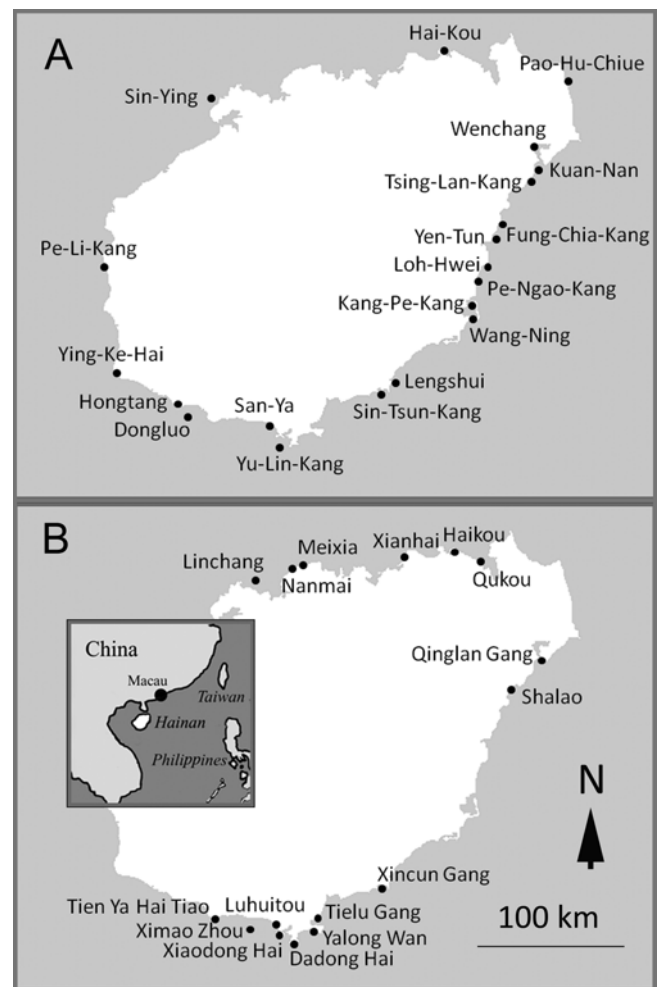 A
Hai-Kou
Pao-Hu-Chiue
Sin-Ying
Wenchang
Kuan-Nan
Tsing-Lan-Kang
Fung-Chia-Kang
Yen-Tun
Pe-Li-Kang
Loh-Hwei
Pe-Ngao-Kang
Kang-Pe-Kang
Wang-Ning
Ying-Ke-Hai
Lengshui
Hongtang
San-Ya
Sin-Tsun-Kang
Dongluo
Yu-Lin-Kang
B
Meixia
Xianhai
Haikou
Linchang
Nanmai
Qukou
China
Macau
Taiwan
Hainan
Philippines
Qinglan Gang
Shalao
N
Xincun Gang
100 km
Tien Ya Hai Tiao
Luhuitou
Tielu Gang
Ximao Zhou
Yalong Wan
Xiaodong Hai
Dadong Hai